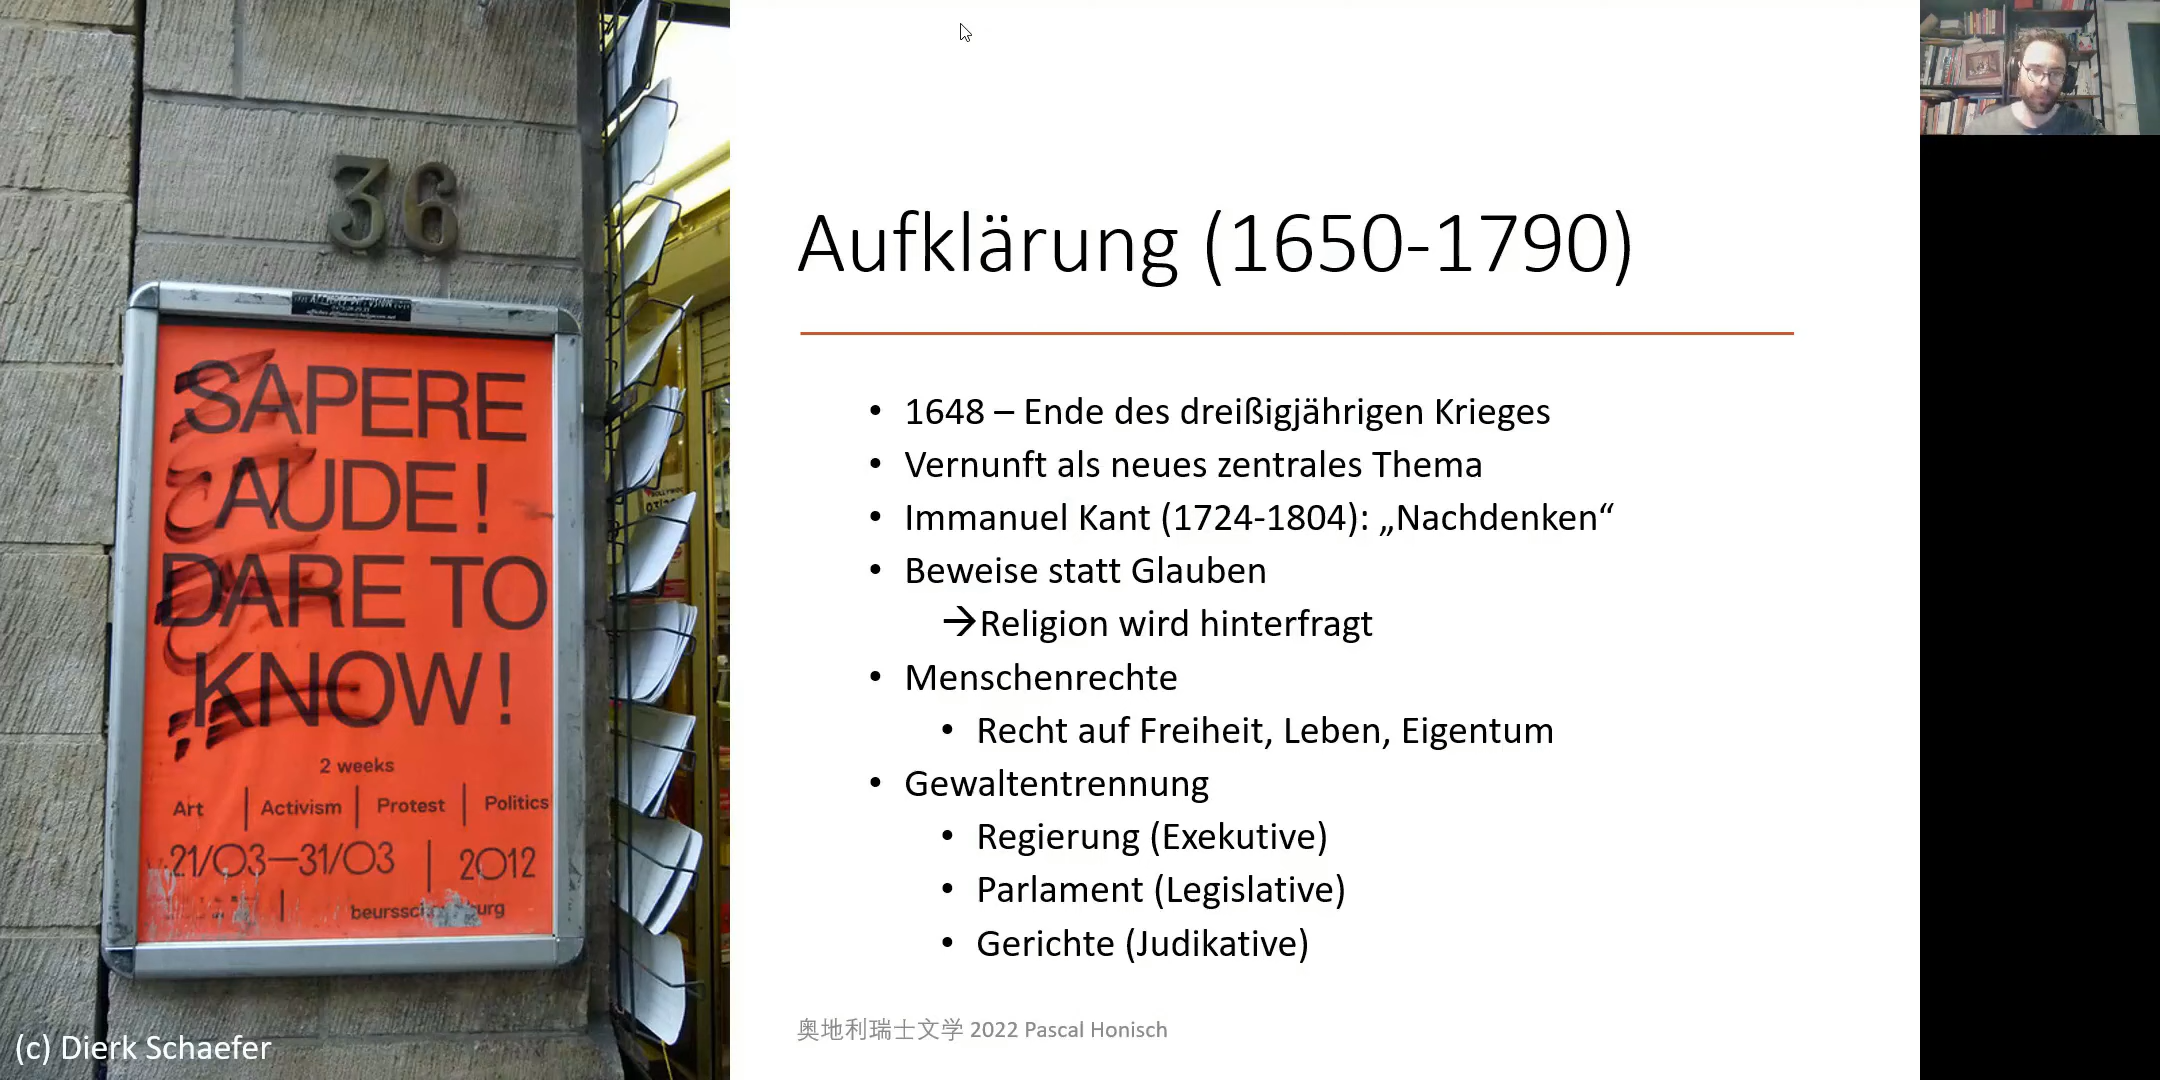 36
SAPERE
AUDE!
DARE TO
KNOW!
2 weeks
Art | Activism | Protest | Politics
21/03—31/03 | 2012
(c) Dierk Schaefer
Aufklärung (1650-1790)
• 1648 – Ende des dreißigjährigen Krieges
• Vernunft als neues zentrales Thema
• Immanuel Kant (1724-1804): „Nachdenken“
• Beweise statt Glauben
→Religion wird hinterfragt
• Menschenrechte
• Recht auf Freiheit, Leben, Eigentum
• Gewaltentrennung
• Regierung (Exekutive)
• Parlament (Legislative)
• Gerichte (Judikative)
奥地利瑞士文学 2022 Pascal Honisch